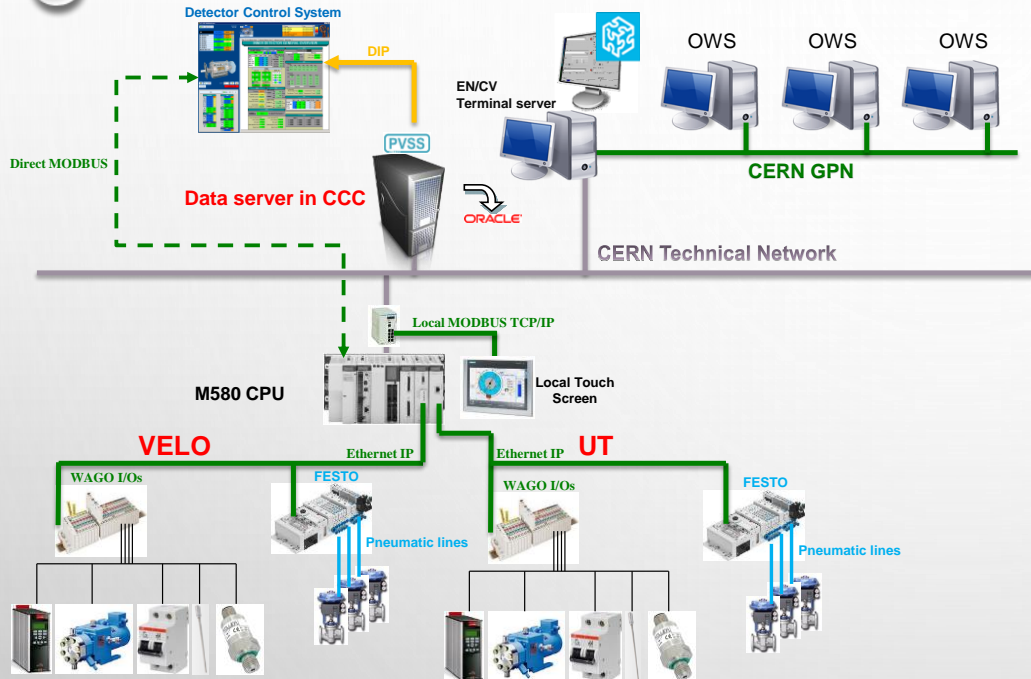 Detector Control System
DIP
OWS
OWS
OWS
EN/CV
Terminal server
PVSS
Direct MODBUS
CERN GPN
Data server in CCC
ORACLE
CERN Technical Network
Local MODBUS TCP/IP
M580 CPU
Local Touch
Screen
VELO
Ethernet IP
Ethernet IP
UT
WAGO I/Os
FESTO
WAGO I/Os
FESTO
Pneumatic lines
Pneumatic lines